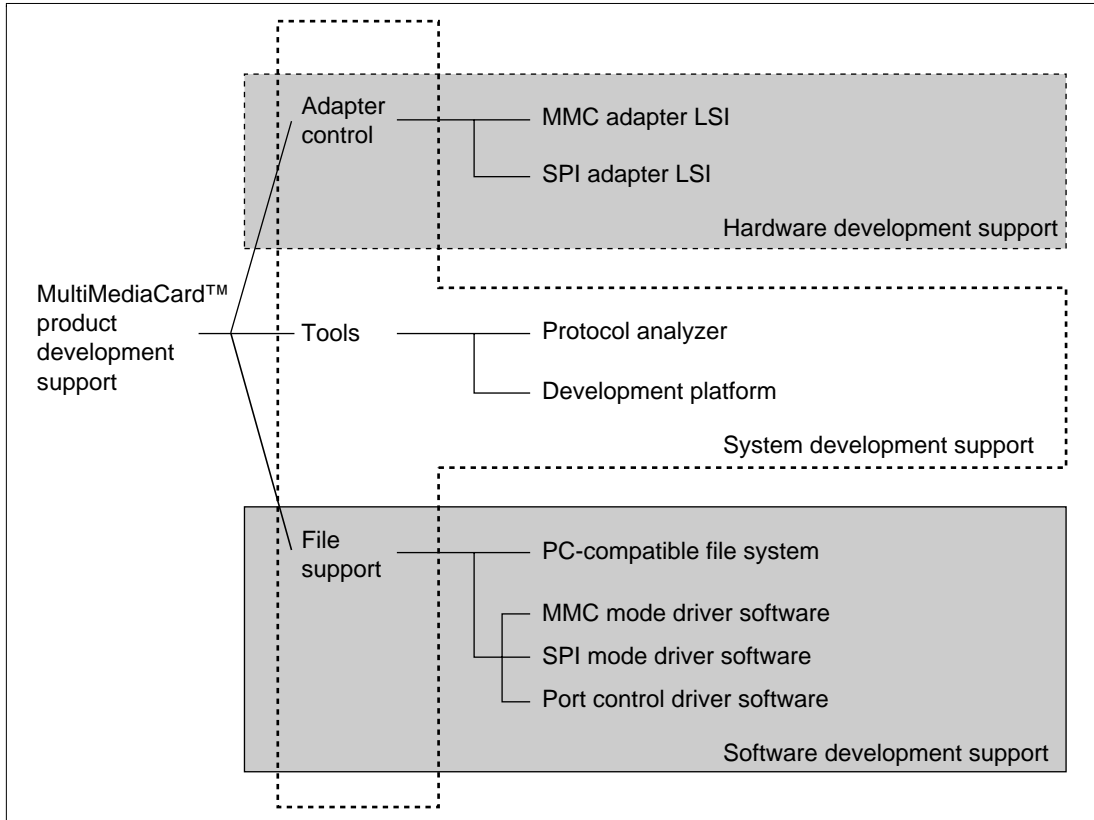 Adapter
control
MMC adapter LSI
SPI adapter LSI
Hardware development support
MultiMediaCard™
product
development
support
Tools
Protocol analyzer
Development platform
System development support
File
support
PC-compatible file system
MMC mode driver software
SPI mode driver software
Port control driver software
Software development support